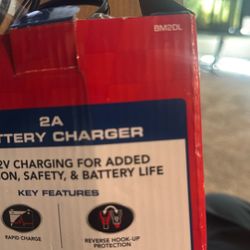 BM2DL
2A
TTERY CHARGER
2V CHARGING FOR ADDED
ION, SAFETY, & BATTERY LIFE
KEY FEATURES
RAPID CHARGE
REVERSE HOOK-UP
PROTECTION